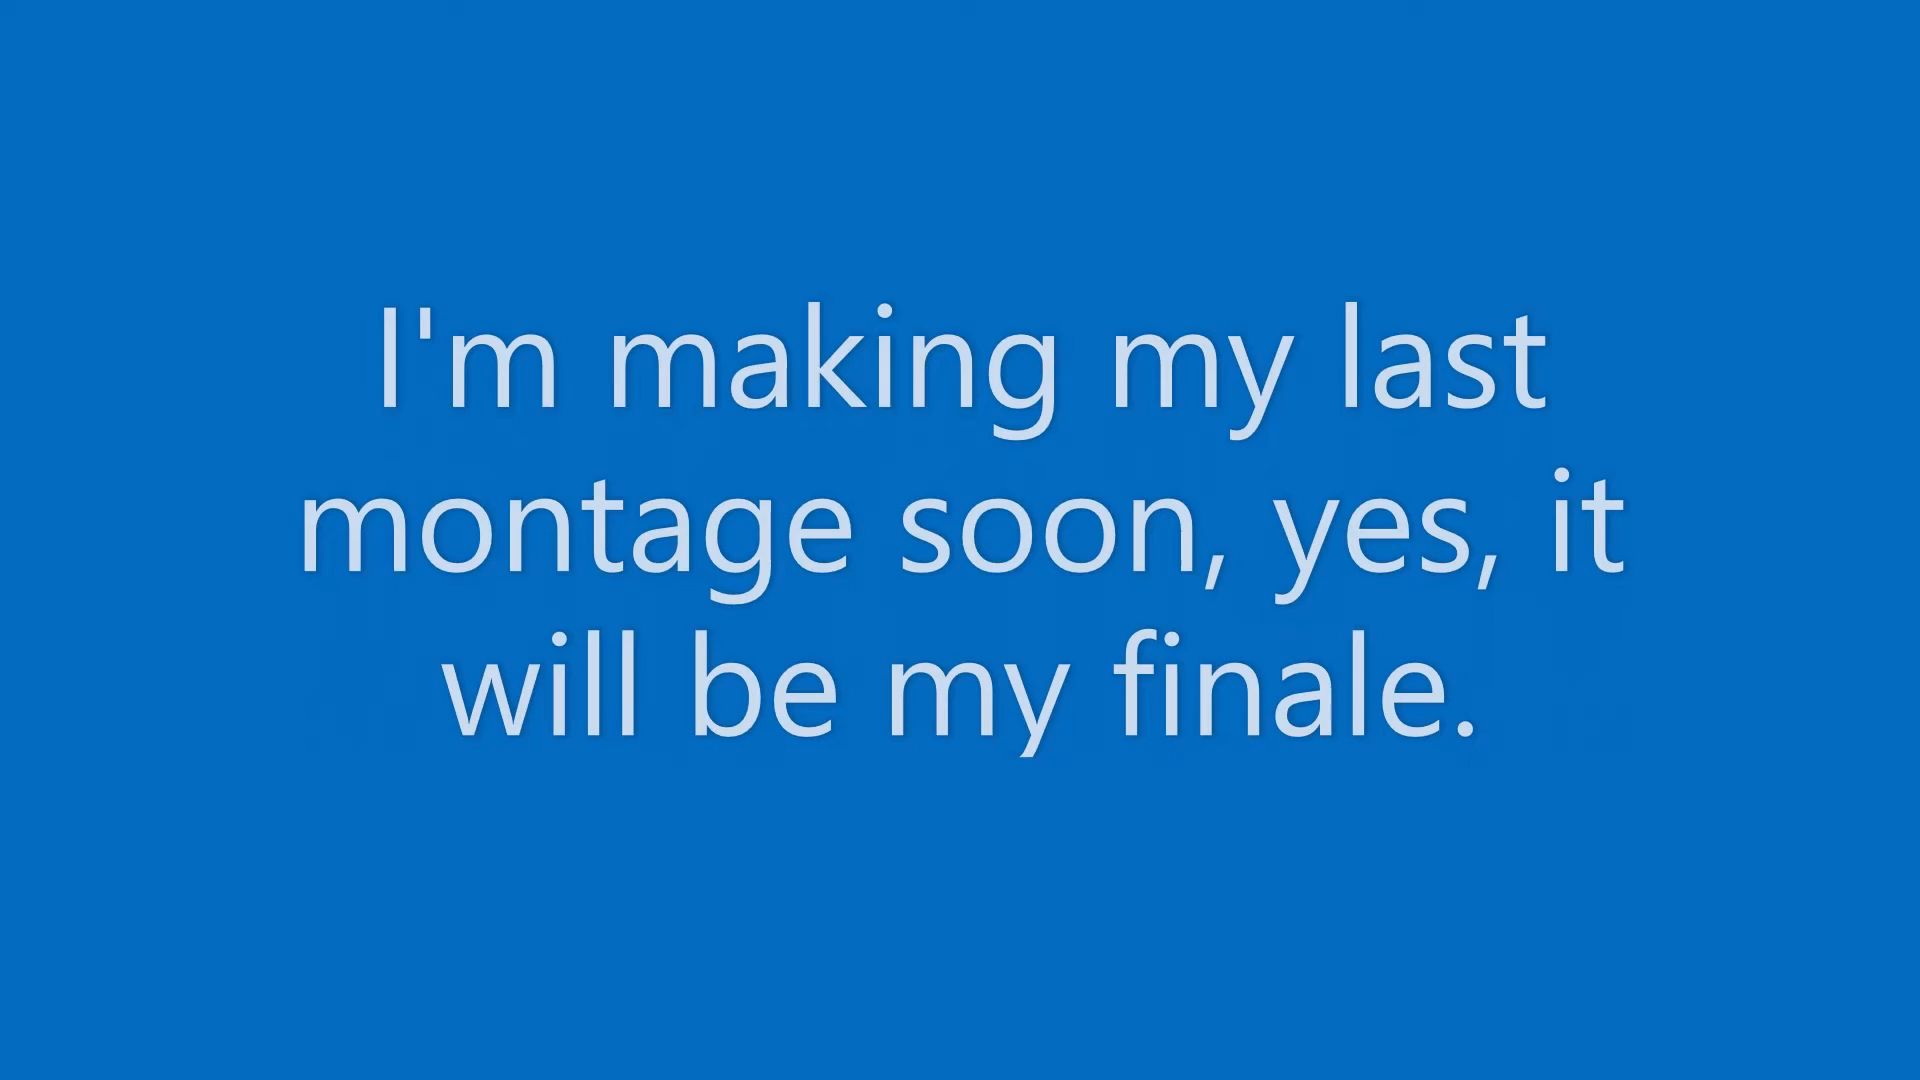 I'm making my last
montage soon, yes, it
will be my finale.